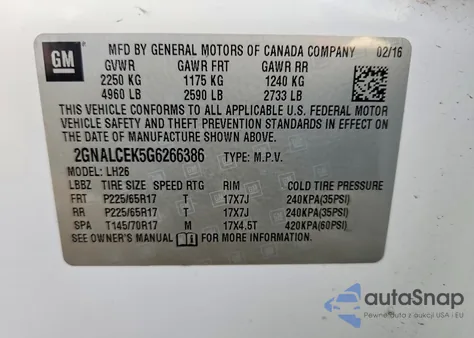 GM
MFD BY GENERAL MOTORS OF CANADA COMPANY 02/16
GVWR GAWR FRT GAWR RR
2250 KG 1175 KG 1240 KG
4960 LB 2590 LB 2733 LB
THIS VEHICLE CONFORMS TO ALL APPLICABLE U.S. FEDERAL MOTOR
VEHICLE SAFETY AND THEFT PREVENTION STANDARDS IN EFFECT ON
THE DATE OF MANUFACTURE SHOWN ABOVE.
2GNALCEK5G6266386 TYPE: M.P.V.
MODEL: LH26
LBBZ TIRE SIZE SPEED RTG RIM COLD TIRE PRESSURE
FRT P225/65R17 T 17X7J 240KPA(35PSI)
RR P225/65R17 T 17X7J 240KPA(35PSI)
SPA T145/70R17 M 17X4.5T 420KPA(60PSI)
SEE OWNER'S MANUAL FOR MORE INFORMATION.
autoSnap
Pojazdy z aukcji USA i EU